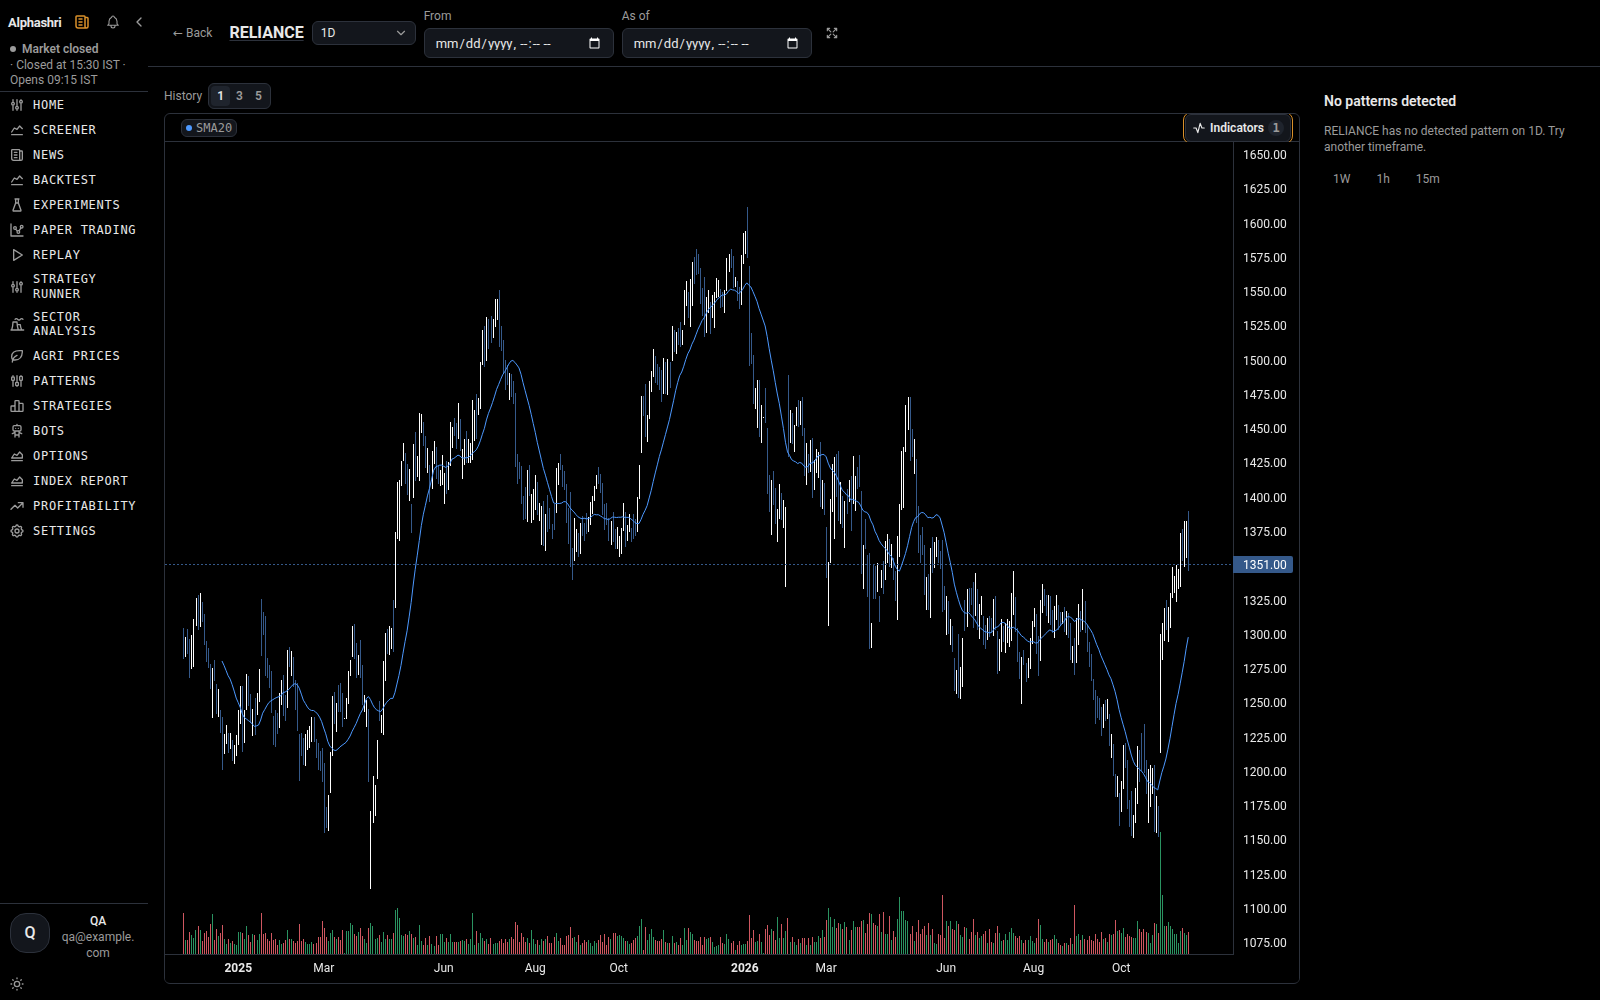 Alphashri
Market closed
· Closed at 15:30 IST ·
Opens 09:15 IST
HOME
SCREENER
NEWS
BACKTEST
EXPERIMENTS
PAPER TRADING
REPLAY
STRATEGY
RUNNER
SECTOR
ANALYSIS
AGRI PRICES
PATTERNS
STRATEGIES
BOTS
OPTIONS
INDEX REPORT
PROFITABILITY
SETTINGS
Q
QA
qa@example.
com
← Back
RELIANCE
1D
From
mm/dd/yyyy, --:-- --
As of
mm/dd/yyyy, --:-- --
History
1 3 5
SMA20
Indicators 1
1650.00
1625.00
1600.00
1575.00
1550.00
1525.00
1500.00
1475.00
1450.00
1425.00
1400.00
1375.00
1351.00
1325.00
1300.00
1275.00
1250.00
1225.00
1200.00
1175.00
1150.00
1125.00
1100.00
1075.00
2025 Mar Jun Aug Oct 2026 Mar Jun Aug Oct
No patterns detected
RELIANCE has no detected pattern on 1D. Try
another timeframe.
1W 1h 15m